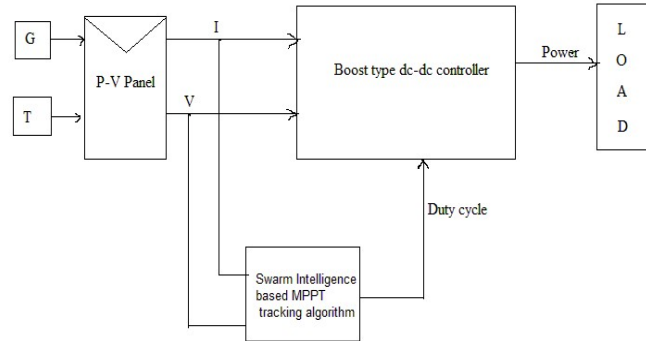 G
I
P-V Panel
Boost type dc-dc controller
Power
L
O
A
D
T
V
Duty cycle
Swarm Intelligence
based MPPT
tracking algorithm